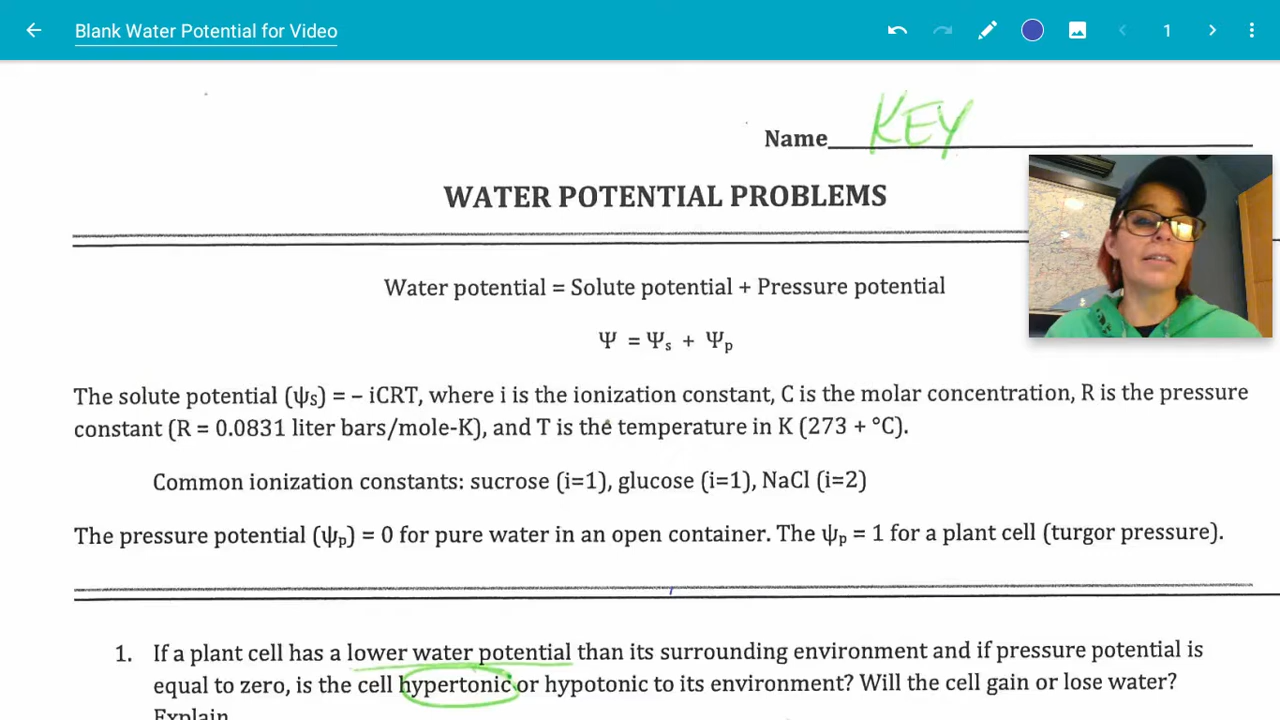 Blank Water Potential for Video
1
Name KEY
WATER POTENTIAL PROBLEMS
Water potential = Solute potential + Pressure potential
Ψ = Ψs + Ψp
The solute potential (ψs) = – iCRT, where i is the ionization constant, C is the molar concentration, R is the pressure
constant (R = 0.0831 liter bars/mole-K), and T is the temperature in K (273 + °C).
Common ionization constants: sucrose (i=1), glucose (i=1), NaCl (i=2)
The pressure potential (ψp) = 0 for pure water in an open container. The ψp = 1 for a plant cell (turgor pressure).
1. If a plant cell has a lower water potential than its surrounding environment and if pressure potential is
equal to zero, is the cell hypertonic or hypotonic to its environment? Will the cell gain or lose water?
Explain.